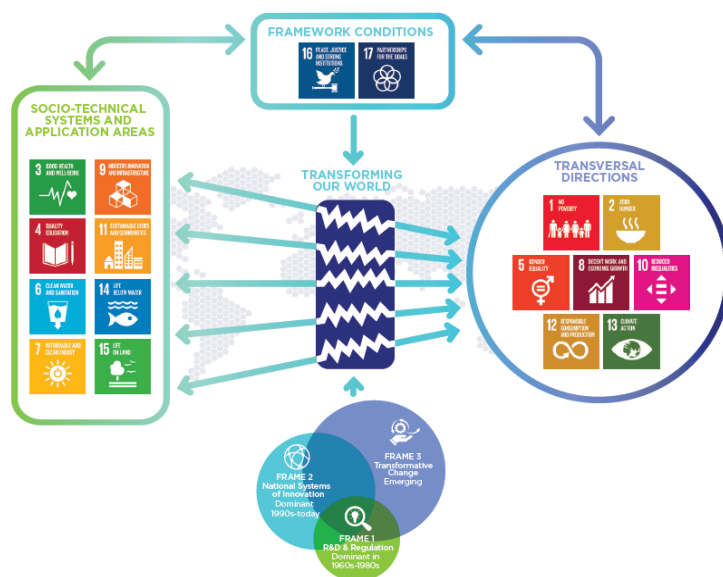 FRAMEWORK CONDITIONS
16 PEACE, JUSTICE
AND STRONG
INSTITUTIONS
17 PARTNERSHIPS
FOR THE GOALS
SOCIO-TECHNICAL
SYSTEMS AND
APPLICATION AREAS
3 GOOD HEALTH
AND WELL-BEING
9 INDUSTRY, INNOVATION
AND INFRASTRUCTURE
4 QUALITY
EDUCATION
11 SUSTAINABLE CITIES
AND COMMUNITIES
6 CLEAN WATER
AND SANITATION
14 LIFE
BELOW WATER
7 AFFORDABLE AND
CLEAN ENERGY
15 LIFE
ON LAND
TRANSFORMING
OUR WORLD
TRANSVERSAL
DIRECTIONS
1 NO
POVERTY
2 ZERO
HUNGER
5 GENDER
EQUALITY
8 DECENT WORK AND
ECONOMIC GROWTH
10 REDUCED
INEQUALITIES
12 RESPONSIBLE
CONSUMPTION
AND PRODUCTION
13 CLIMATE
ACTION
FRAME 3
Transformative
Change
Emerging
FRAME 2
National Systems
of Innovation
Dominant
1990s-today
FRAME 1
R&D & Regulation
Dominant in
1960s-1980s